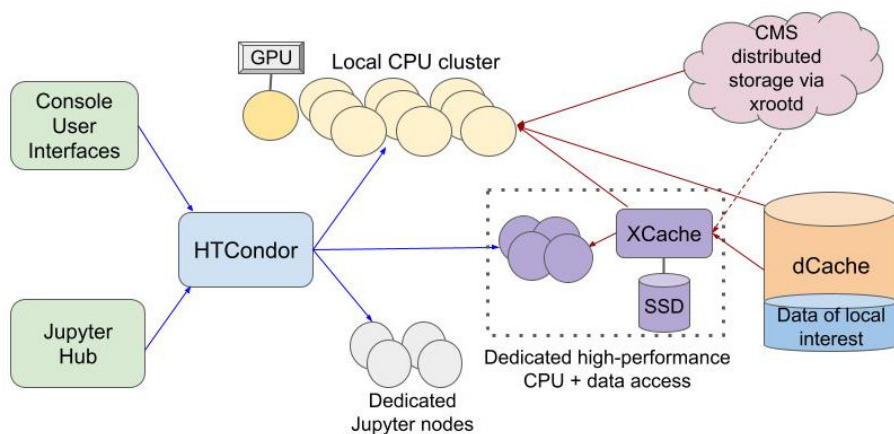 GPU
Local CPU cluster
CMS
distributed
storage via
xrootd
Console
User
Interfaces
HTCondor
XCache
SSD
dCache
Data of local
interest
Jupyter
Hub
Dedicated high-performance
CPU + data access
Dedicated
Jupyter nodes